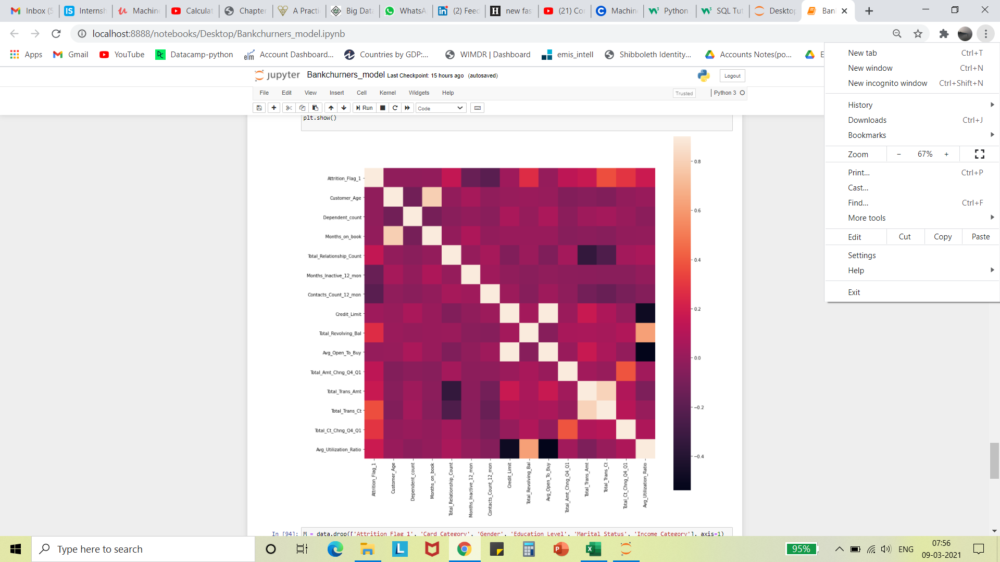 Inbox (5
Internsh
Machine
Calculat
Chapter
A Practi
Big Data
WhatsA
(2) Feed
new fas
(21) Cor
Machine
Python
SQL Tut
Desktop
Ban
localhost:8888/notebooks/Desktop/Bankchurners_model.ipynb
Apps
Gmail
YouTube
Datacamp-python
Account Dashboard...
Countries by GDP:...
WIMDR | Dashboard
emis_intell
Shibboleth Identity...
Accounts Notes(po...
E
New tab Ctrl+T
New window Ctrl+N
New incognito window Ctrl+Shift+N
History
Downloads Ctrl+J
Bookmarks
Zoom - 67% +
Print... Ctrl+P
Cast...
Find... Ctrl+F
More tools
Edit Cut Copy Paste
Settings
Help
Exit
jupyter Bankchurners_model Last Checkpoint: 15 hours ago (autosaved)
Logout
File Edit View Insert Cell Kernel Widgets Help
Trusted
Python 3
Run
Code
plt.show()
Attrition_Flag_1
Customer_Age
Dependent_count
Months_on_book
Total_Relationship_Count
Months_Inactive_12_mon
Contacts_Count_12_mon
Credit_Limit
Total_Revolving_Bal
Avg_Open_To_Buy
Total_Amt_Chng_Q4_Q1
Total_Trans_Amt
Total_Trans_Ct
Total_Ct_Chng_Q4_Q1
Avg_Utilization_Ratio
Attrition_Flag_1
Customer_Age
Dependent_count
Months_on_book
Total_Relationship_Count
Months_Inactive_12_mon
Contacts_Count_12_mon
Credit_Limit
Total_Revolving_Bal
Avg_Open_To_Buy
Total_Amt_Chng_Q4_Q1
Total_Trans_Amt
Total_Trans_Ct
Total_Ct_Chng_Q4_Q1
Avg_Utilization_Ratio
0.8
0.6
0.4
0.2
0.0
−0.2
−0.4
In [94]: M = data.drop(['Attrition_Flag_1', 'Card_Category', 'Gender', 'Education_Level', 'Marital_Status', 'Income_Category'], axis=1)
Type here to search
95%
ENG
07:56
09-03-2021